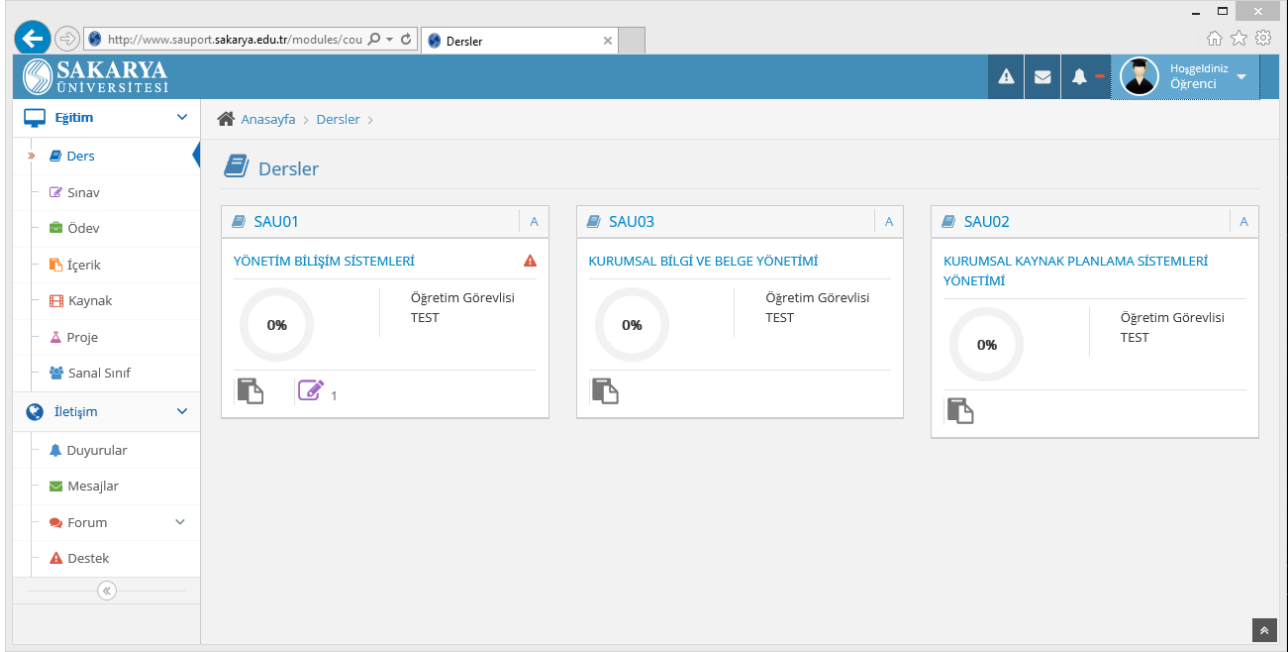 http://www.sauport.sakarya.edu.tr/modules/cou
Dersler
SAKARYA
ÜNİVERSİTESİ
Hoşgeldiniz
Öğrenci
Eğitim
Anasayfa > Dersler >
Ders
Sınav
Ödev
İçerik
Kaynak
Proje
Sanal Sınıf
İletişim
Duyurular
Mesajlar
Forum
Destek
Dersler
SAU01 A
YÖNETİM BİLİŞİM SİSTEMLERİ
0%
Öğretim Görevlisi
TEST
1
SAU03 A
KURUMSAL BİLGİ VE BELGE YÖNETİMİ
0%
Öğretim Görevlisi
TEST
SAU02 A
KURUMSAL KAYNAK PLANLAMA SİSTEMLERİ
YÖNETİMİ
0%
Öğretim Görevlisi
TEST